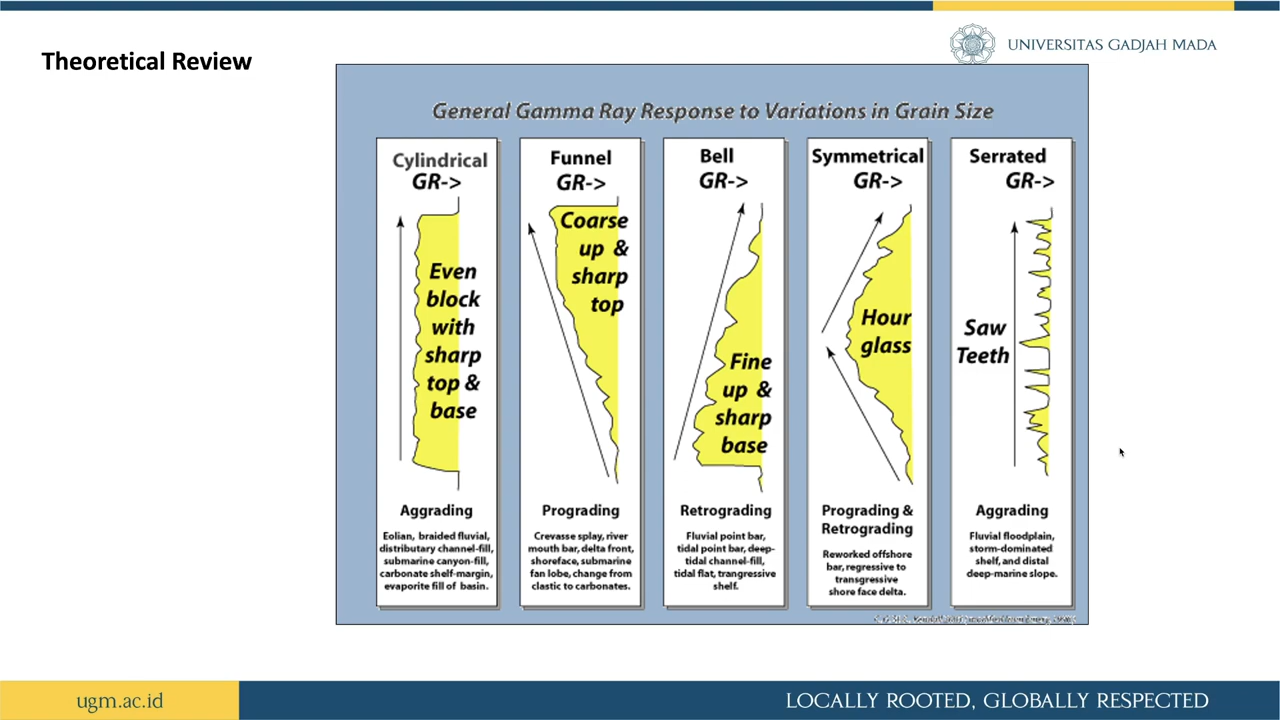 Theoretical Review
UNIVERSITAS GADJAH MADA
General Gamma Ray Response to Variations in Grain Size
Cylindrical
GR->
Even
block
with
sharp
top &
base
Aggrading
Eolian, braided fluvial,
distributary channel-fill,
submarine canyon-fill,
carbonate shelf-margin,
evaporite fill of basin.
Funnel
GR->
Coarse
up &
sharp
top
Prograding
Crevasse splay, river
mouth bar, delta front,
shoreface, submarine
fan lobe, change from
clastic to carbonates.
Bell
GR->
Fine
up &
sharp
base
Retrograding
Fluvial point bar,
tidal point bar, deep-
tidal channel-fill,
tidal flat, trangressive
shelf.
Symmetrical
GR->
Hour
glass
Prograding &
Retrograding
Reworked offshore
bar, regressive to
transgressive
shore face delta.
Serrated
GR->
Saw
Teeth
Aggrading
Fluvial floodplain,
storm-dominated
shelf, and distal
deep-marine slope.
ugm.ac.id
LOCALLY ROOTED, GLOBALLY RESPECTED